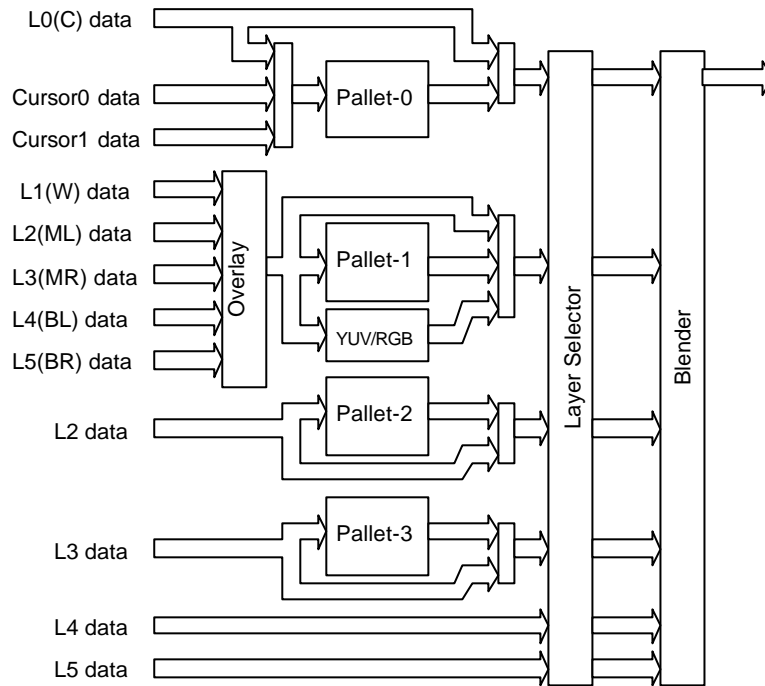 L0(C) data
Cursor0 data
Pallet-0
Cursor1 data
L1(W) data
L2(ML) data
L3(MR) data
L4(BL) data
L5(BR) data
Overlay
Pallet-1
YUV/RGB
Pallet-2
L2 data
Pallet-3
L3 data
L4 data
L5 data
Layer Selector
Blender